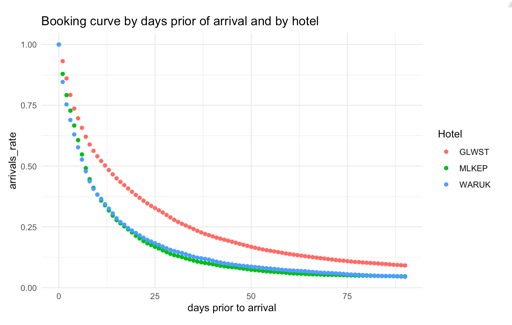 Booking curve by days prior of arrival and by hotel
1.00
0.75
0.50
0.25
0.00
arrivals_rate
0
25
50
75
days prior to arrival
Hotel
GLWST
MLKEP
WARUK